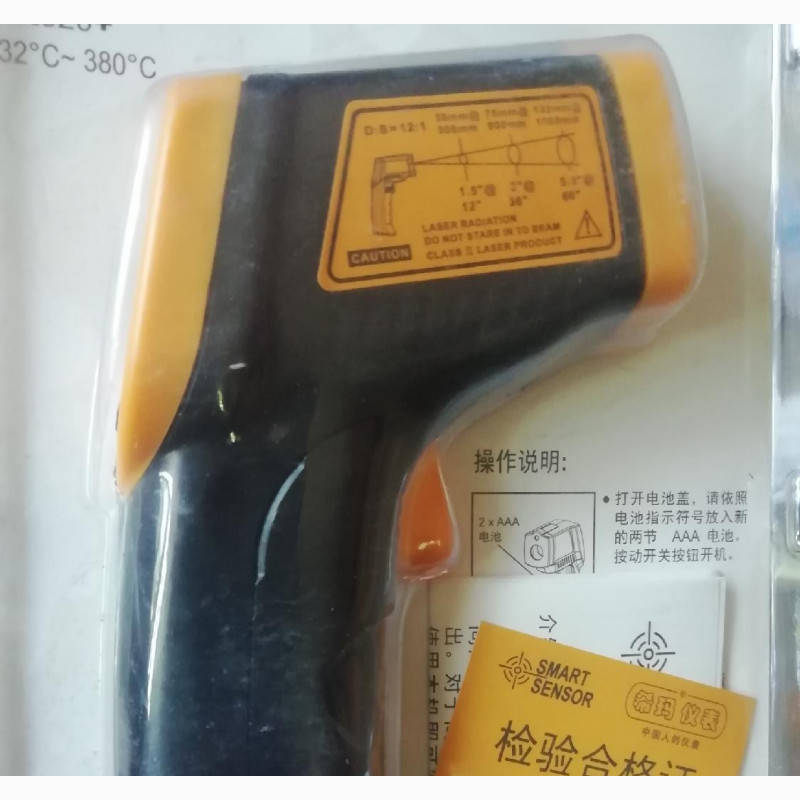 32°C~ 380°C
D:S=12:1
900mm
1.5"@
12"
36"
60"
LASER RADIATION
DO NOT STARE IN TO BEAM
CLASS II LASER PRODUCT
CAUTION
操作说明:
2 x AAA
电池
● 打开电池盖，请依照
电池指示符号放入新
的两节 AAA 电池。
按动开关按钮开机。
SMART
SENSOR
希玛 仪表
中国人的仪表
检验合格证